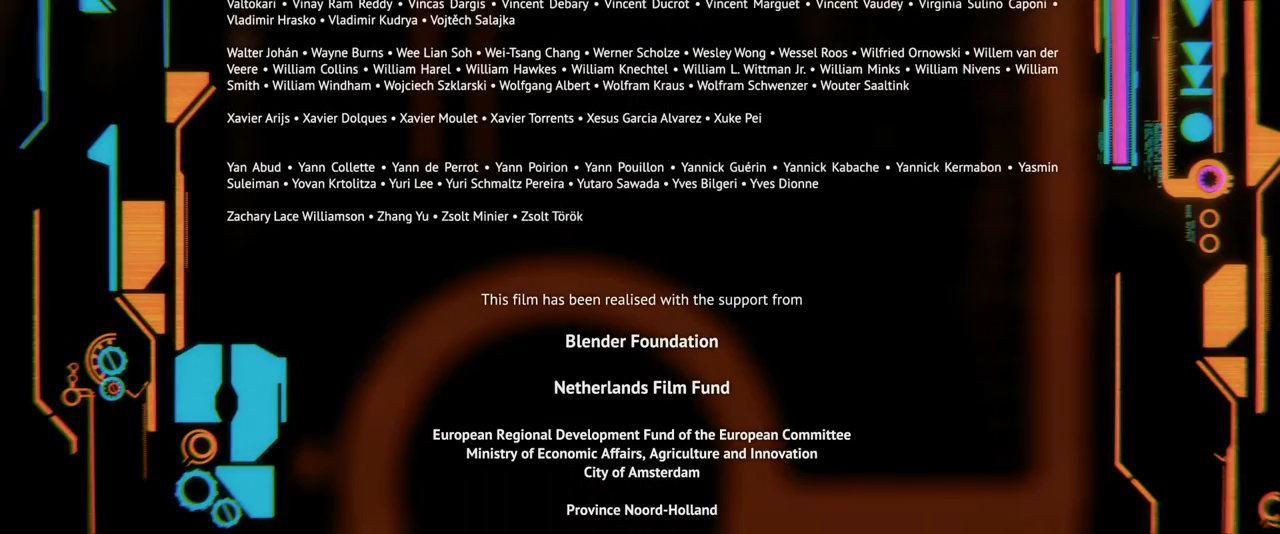 Valtokari • Vinay Ram Reddy • Vincas Dargis • Vincent Debary • Vincent Ducrot • Vincent Marguet • Vincent Vaudey • Virginia Sulino Caponi •
Vladimir Hrasko • Vladimir Kudrya • Vojtěch Salajka
Walter Johán • Wayne Burns • Wee Lian Soh • Wei-Tsang Chang • Werner Scholze • Wesley Wong • Wessel Roos • Wilfried Ornowski • Willem van der
Veere • William Collins • William Harel • William Hawkes • William Knechtel • William L. Wittman Jr. • William Minks • William Nivens • William
Smith • William Windham • Wojciech Szklarski • Wolfgang Albert • Wolfram Kraus • Wolfram Schwenzer • Wouter Saaltink
Xavier Arijs • Xavier Dolques • Xavier Moulet • Xavier Torrents • Xesus Garcia Alvarez • Xuke Pei
Yan Abud • Yann Collette • Yann de Perrot • Yann Poirion • Yann Pouillon • Yannick Guérin • Yannick Kabache • Yannick Kermabon • Yasmin
Suleiman • Yovan Krtolitza • Yuri Lee • Yuri Schmaltz Pereira • Yutaro Sawada • Yves Bilgeri • Yves Dionne
Zachary Lace Williamson • Zhang Yu • Zsolt Minier • Zsolt Török
This film has been realised with the support from
Blender Foundation
Netherlands Film Fund
European Regional Development Fund of the European Committee
Ministry of Economic Affairs, Agriculture and Innovation
City of Amsterdam
Province Noord-Holland